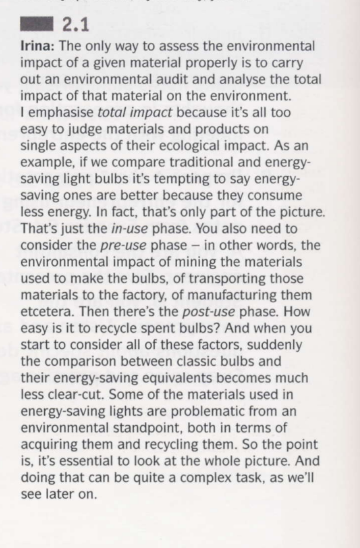 2.1
Irina: The only way to assess the environmental
impact of a given material properly is to carry
out an environmental audit and analyse the total
impact of that material on the environment.
I emphasise total impact because it's all too
easy to judge materials and products on
single aspects of their ecological impact. As an
example, if we compare traditional and energy-
saving light bulbs it's tempting to say energy-
saving ones are better because they consume
less energy. In fact, that's only part of the picture.
That's just the in-use phase. You also need to
consider the pre-use phase – in other words, the
environmental impact of mining the materials
used to make the bulbs, of transporting those
materials to the factory, of manufacturing them
etcetera. Then there's the post-use phase. How
easy is it to recycle spent bulbs? And when you
start to consider all of these factors, suddenly
the comparison between classic bulbs and
their energy-saving equivalents becomes much
less clear-cut. Some of the materials used in
energy-saving lights are problematic from an
environmental standpoint, both in terms of
acquiring them and recycling them. So the point
is, it's essential to look at the whole picture. And
doing that can be quite a complex task, as we'll
see later on.